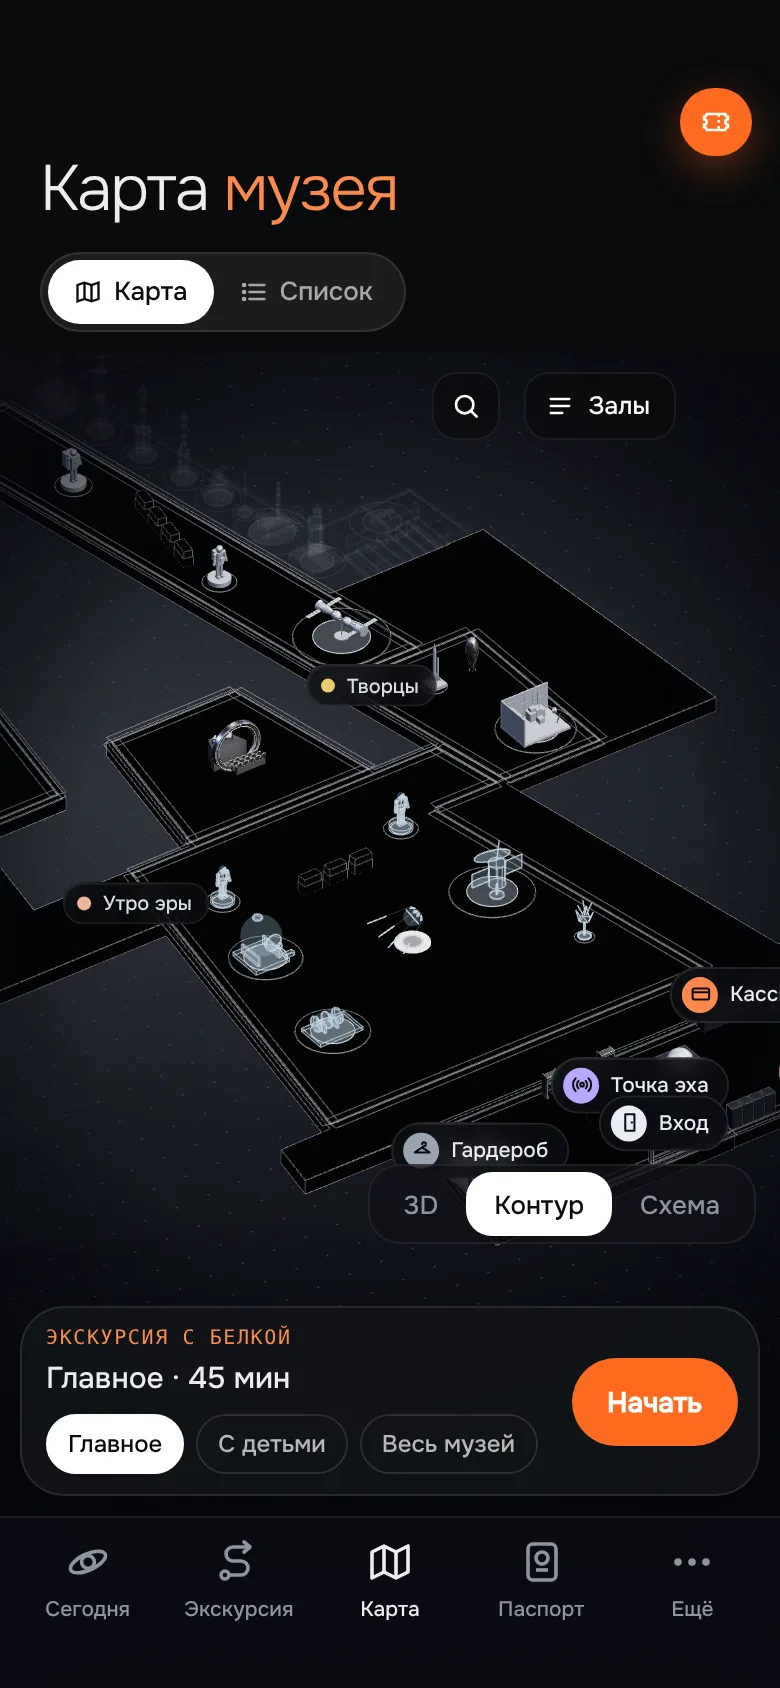 Карта музея
Карта
Список
Залы
Творцы
Утро эры
Касс
Точка эха
Вход
Гардероб
3D
Контур
Схема
ЭКСКУРСИЯ С БЕЛКОЙ
Главное · 45 мин
Начать
Главное
С детьми
Весь музей
Сегодня
Экскурсия
Карта
Паспорт
Ещё